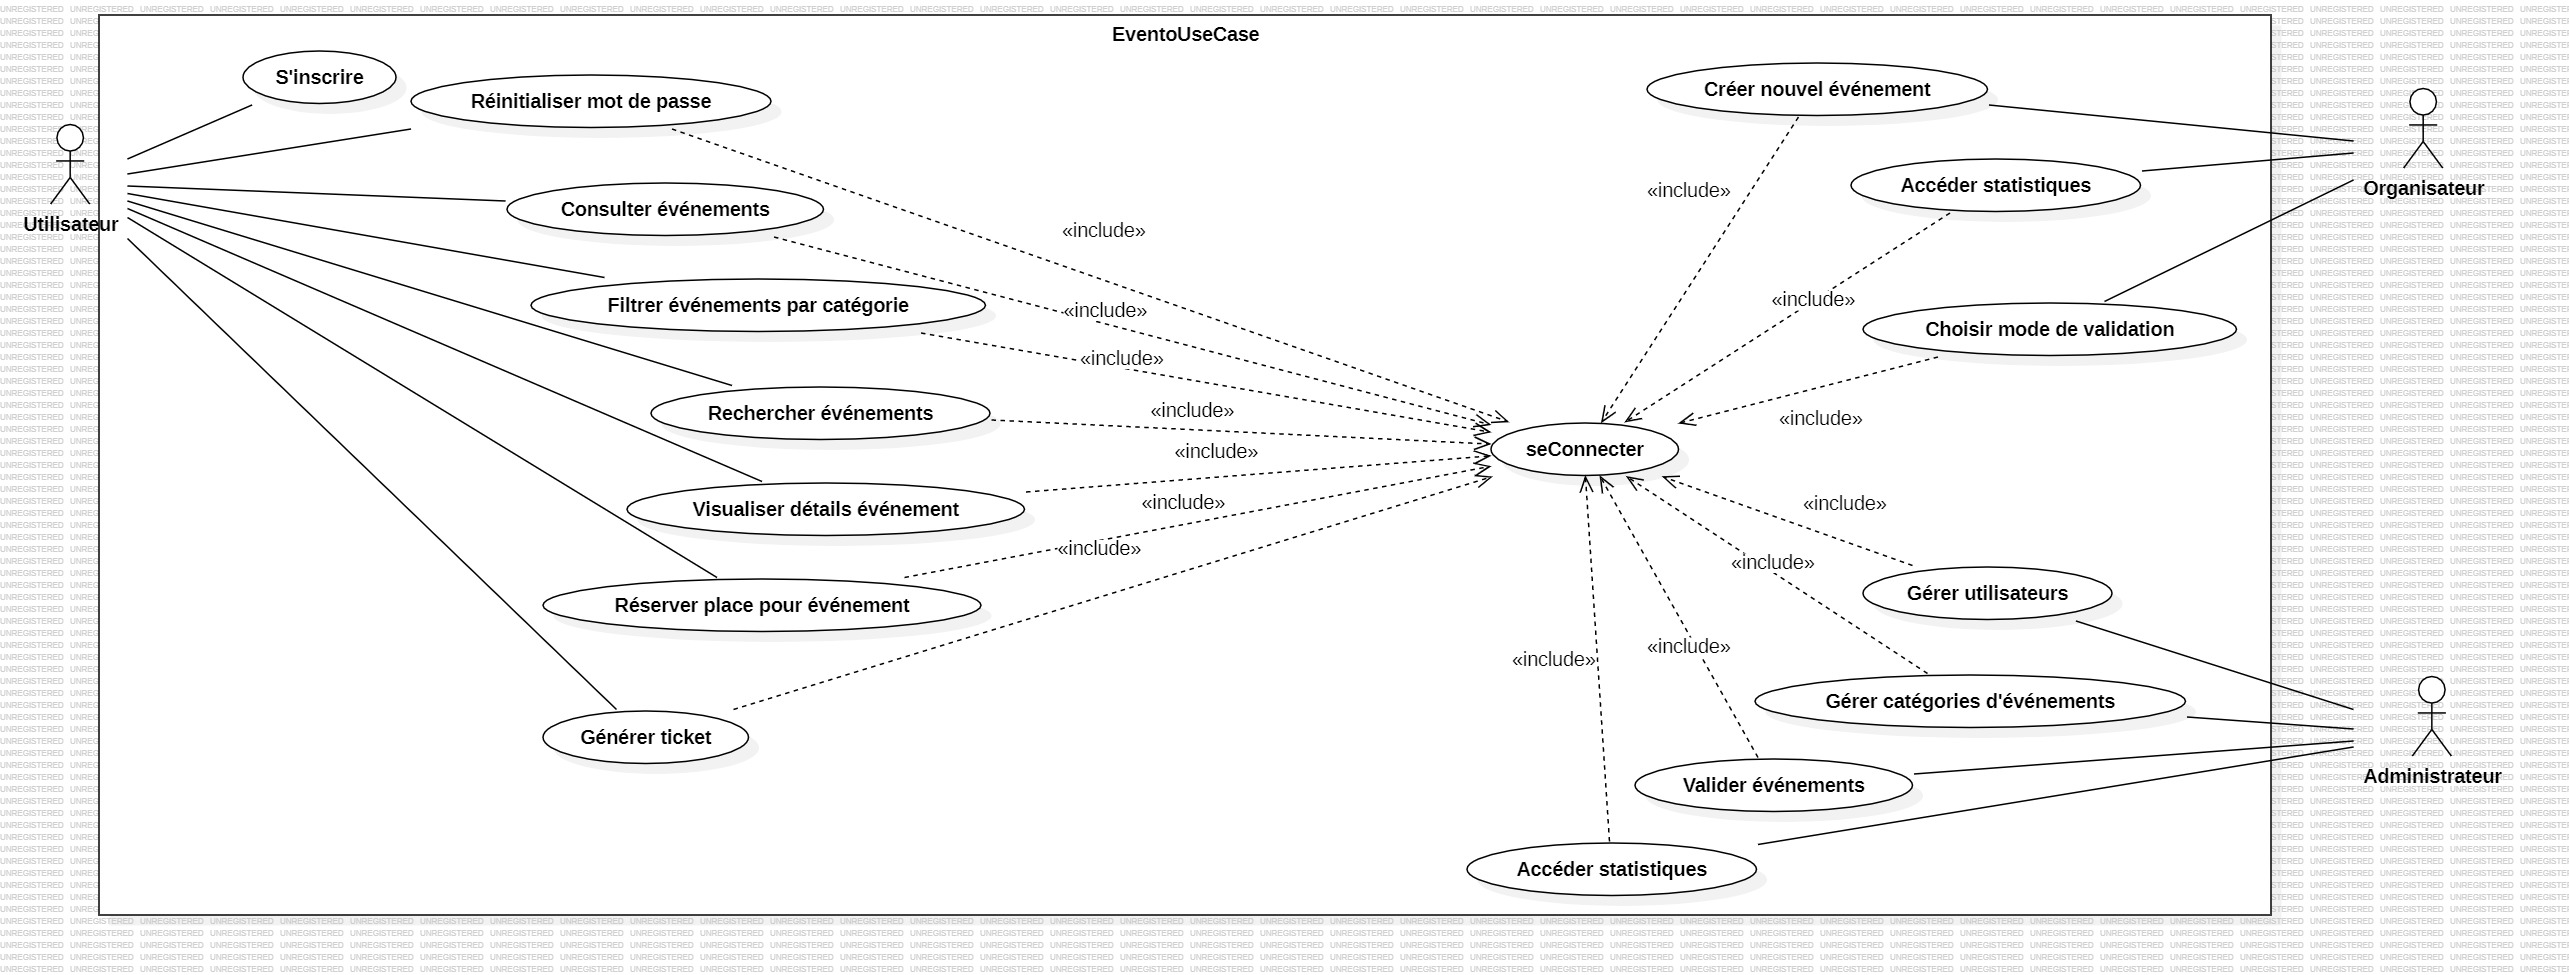 EventoUseCase
S'inscrire
Réinitialiser mot de passe
Créer nouvel événement
Utilisateur
Organisateur
Consulter événements
Accéder statistiques
«include»
«include»
Filtrer événements par catégorie
«include»
«include»
Choisir mode de validation
«include»
Rechercher événements
«include»
«include»
seConnecter
«include»
Visualiser détails événement
«include»
«include»
«include»
«include»
Réserver place pour événement
Gérer utilisateurs
«include»
«include»
Générer ticket
Gérer catégories d'événements
Administrateur
Valider événements
Accéder statistiques
UNREGISTERED